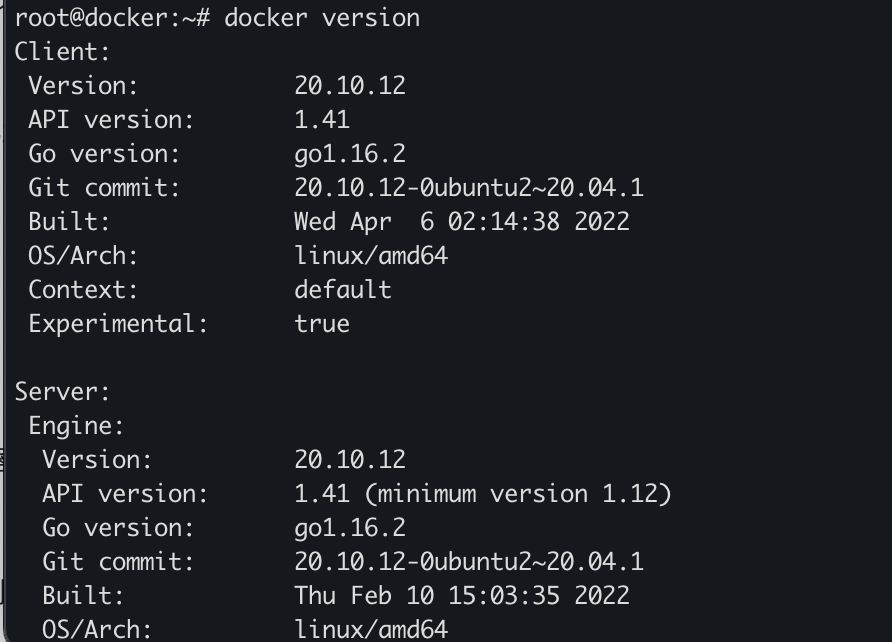 root@docker:~# docker version
Client:
 Version:           20.10.12
 API version:       1.41
 Go version:        go1.16.2
 Git commit:        20.10.12-0ubuntu2~20.04.1
 Built:             Wed Apr  6 02:14:38 2022
 OS/Arch:           linux/amd64
 Context:           default
 Experimental:      true

Server:
 Engine:
  Version:          20.10.12
  API version:      1.41 (minimum version 1.12)
  Go version:       go1.16.2
  Git commit:       20.10.12-0ubuntu2~20.04.1
  Built:            Thu Feb 10 15:03:35 2022
  OS/Arch:          linux/amd64